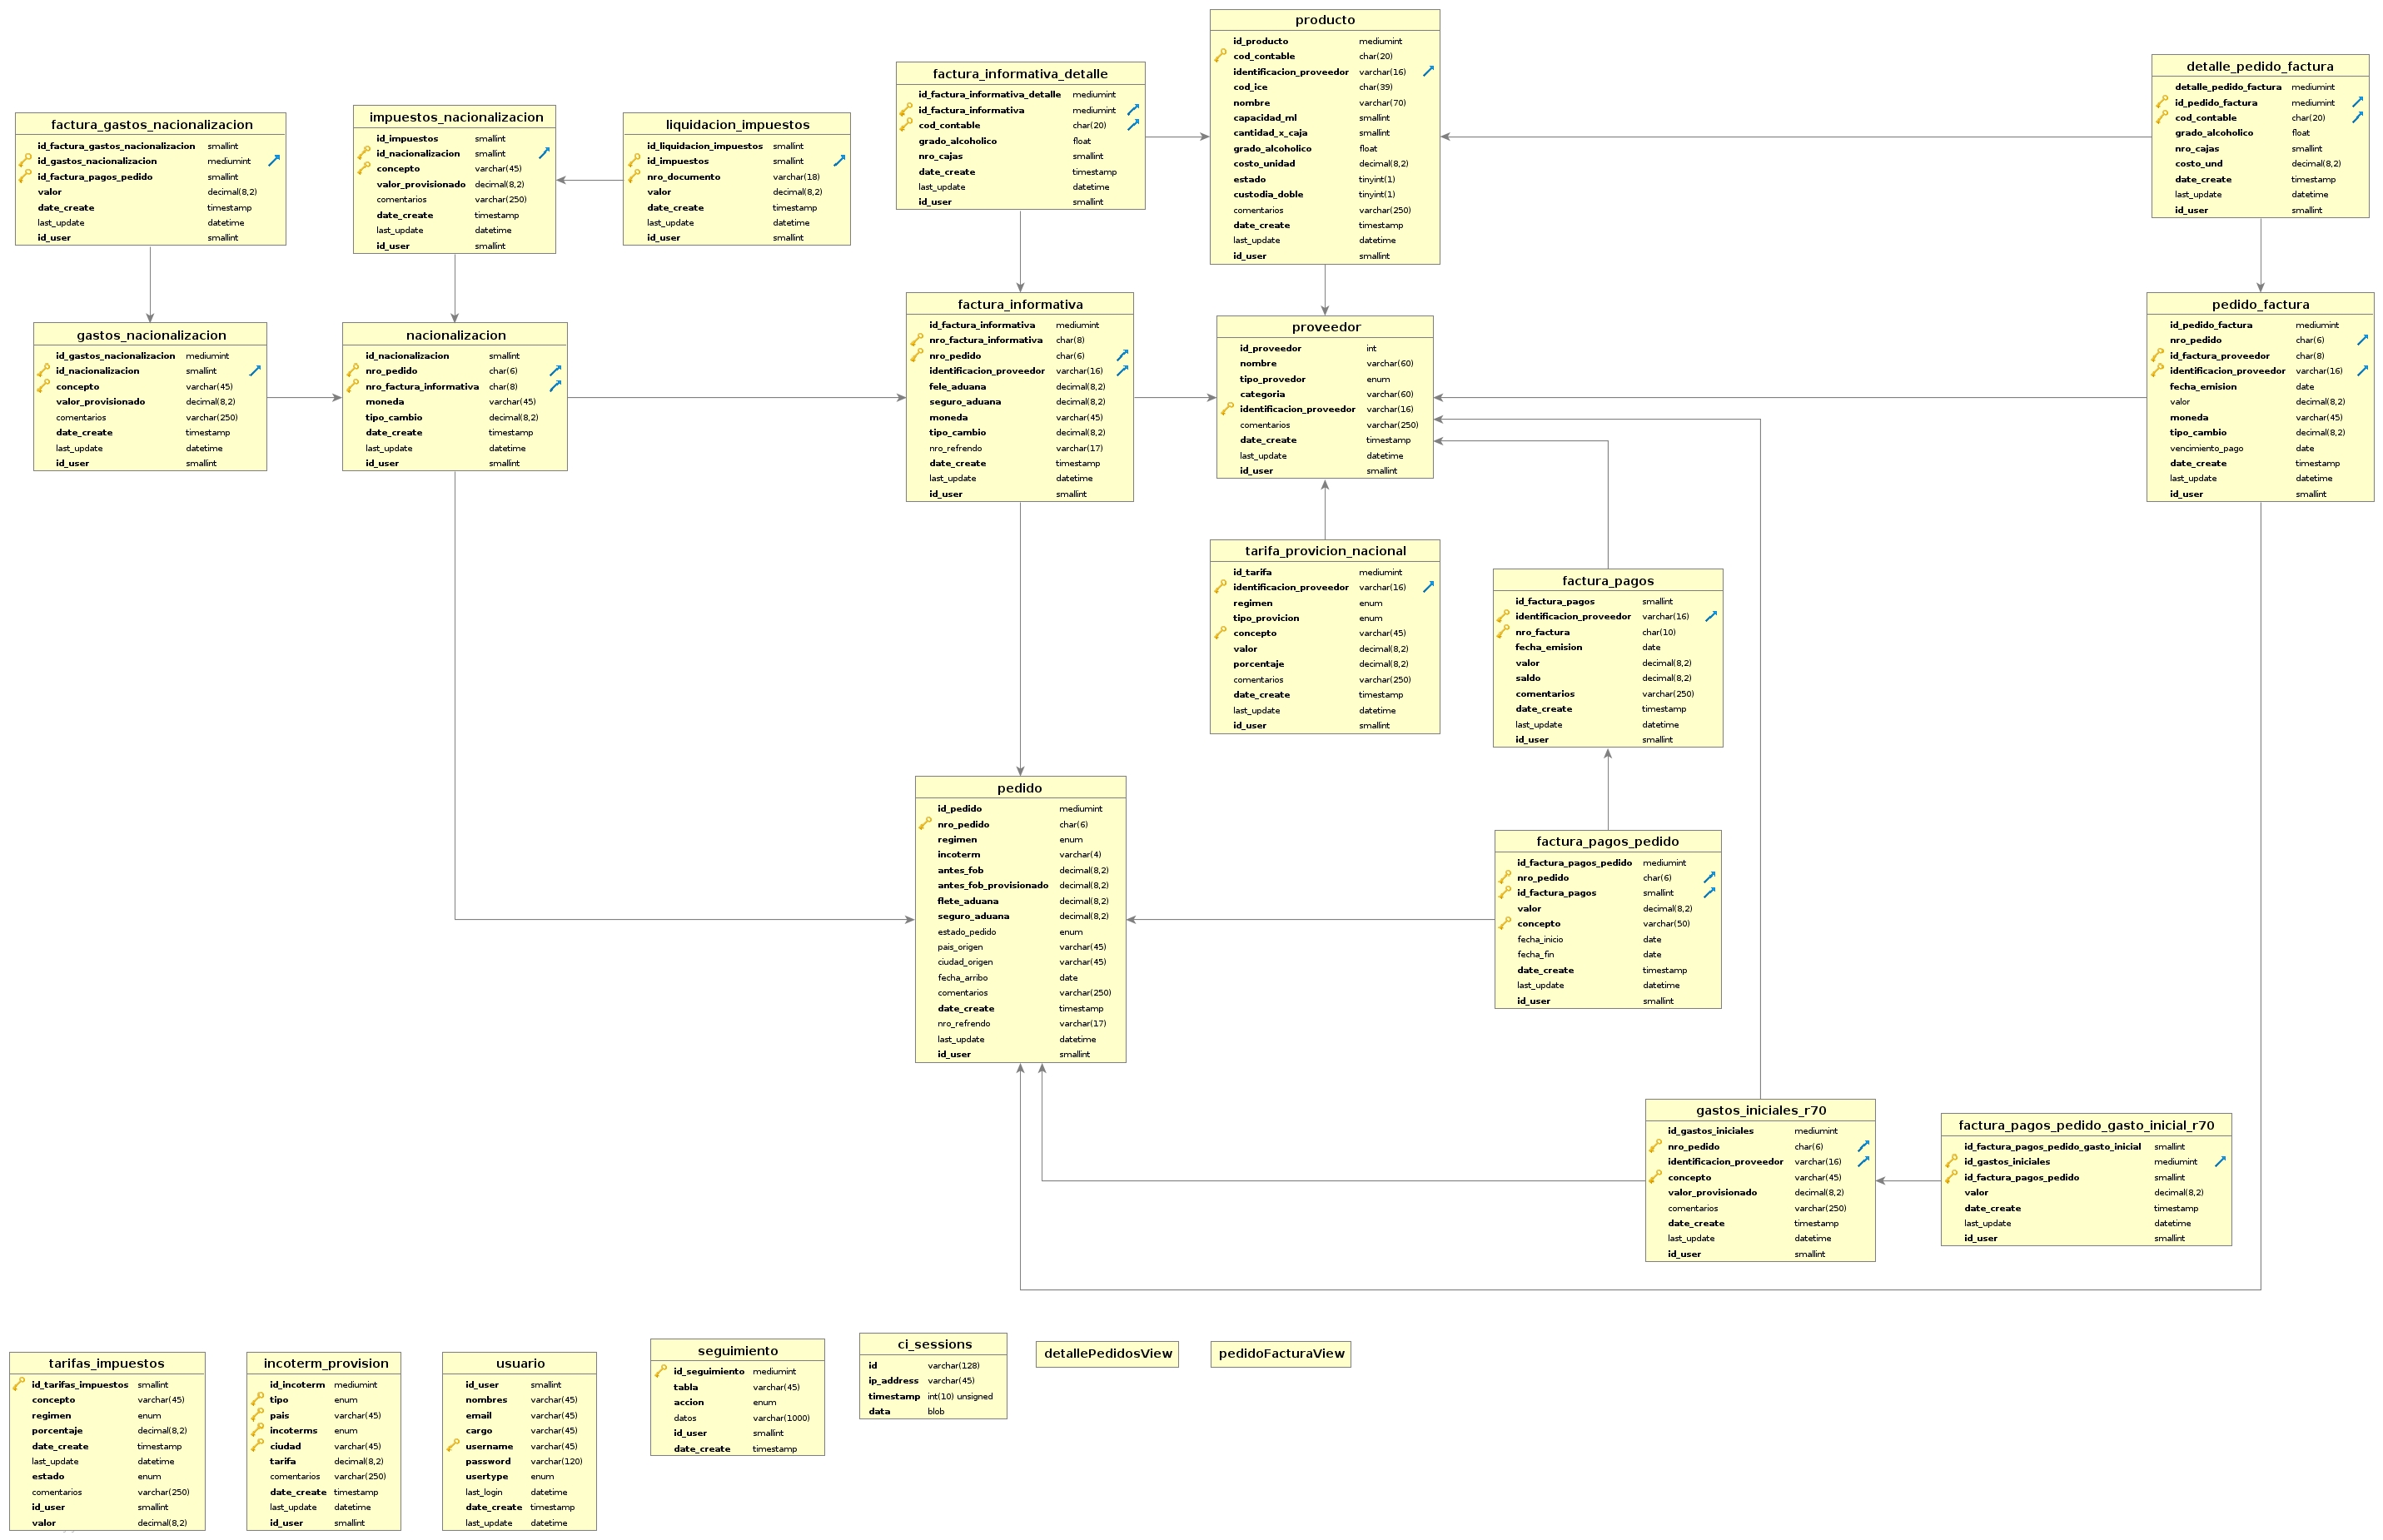 producto
id_producto mediumint
cod_contable char(20)
identificacion_proveedor varchar(16)
cod_ice char(39)
nombre varchar(70)
capacidad_ml smallint
cantidad_x_caja smallint
grado_alcoholico float
costo_unidad decimal(8,2)
estado tinyint(1)
custodia_doble tinyint(1)
comentarios varchar(250)
date_create timestamp
last_update datetime
id_user smallint
detalle_pedido_factura
detalle_pedido_factura mediumint
id_pedido_factura mediumint
cod_contable char(20)
grado_alcoholico float
nro_cajas smallint
costo_und decimal(8,2)
date_create timestamp
last_update datetime
id_user smallint
factura_informativa_detalle
id_factura_informativa_detalle mediumint
id_factura_informativa mediumint
cod_contable char(20)
grado_alcoholico float
nro_cajas smallint
date_create timestamp
last_update datetime
id_user smallint
impuestos_nacionalizacion
id_impuestos smallint
id_nacionalizacion smallint
concepto varchar(45)
valor_provisionado decimal(8,2)
comentarios varchar(250)
date_create timestamp
last_update datetime
id_user smallint
factura_gastos_nacionalizacion
id_factura_gastos_nacionalizacion smallint
id_gastos_nacionalizacion mediumint
id_factura_pagos_pedido smallint
valor decimal(8,2)
date_create timestamp
last_update datetime
id_user smallint
liquidacion_impuestos
id_liquidacion_impuestos smallint
id_impuestos smallint
nro_documento varchar(18)
valor decimal(8,2)
date_create timestamp
last_update datetime
id_user smallint
gastos_nacionalizacion
id_gastos_nacionalizacion mediumint
id_nacionalizacion smallint
concepto varchar(45)
valor_provisionado decimal(8,2)
comentarios varchar(250)
date_create timestamp
last_update datetime
id_user smallint
nacionalizacion
id_nacionalizacion smallint
nro_pedido char(6)
nro_factura_informativa char(8)
moneda varchar(45)
tipo_cambio decimal(8,2)
date_create timestamp
last_update datetime
id_user smallint
factura_informativa
id_factura_informativa mediumint
nro_factura_informativa char(8)
nro_pedido char(6)
identificacion_proveedor varchar(16)
fele_aduana decimal(8,2)
seguro_aduana decimal(8,2)
moneda varchar(45)
tipo_cambio decimal(8,2)
nro_refrendo varchar(17)
date_create timestamp
last_update datetime
id_user smallint
proveedor
id_proveedor int
nombre varchar(60)
tipo_provedor enum
categoria varchar(60)
identificacion_proveedor varchar(16)
comentarios varchar(250)
date_create timestamp
last_update datetime
id_user smallint
pedido_factura
id_pedido_factura mediumint
nro_pedido char(6)
id_factura_proveedor char(8)
identificacion_proveedor varchar(16)
fecha_emision date
valor decimal(8,2)
moneda varchar(45)
tipo_cambio decimal(8,2)
vencimiento_pago date
date_create timestamp
last_update datetime
id_user smallint
tarifa_provicion_nacional
id_tarifa mediumint
identificacion_proveedor varchar(16)
regimen enum
tipo_provicion enum
concepto varchar(45)
valor decimal(8,2)
porcentaje decimal(8,2)
comentarios varchar(250)
date_create timestamp
last_update datetime
id_user smallint
factura_pagos
id_factura_pagos smallint
identificacion_proveedor varchar(16)
nro_factura char(10)
fecha_emision date
valor decimal(8,2)
saldo decimal(8,2)
comentarios varchar(250)
date_create timestamp
last_update datetime
id_user smallint
pedido
id_pedido mediumint
nro_pedido char(6)
regimen enum
incoterm varchar(4)
antes_fob decimal(8,2)
antes_fob_provisionado decimal(8,2)
flete_aduana decimal(8,2)
seguro_aduana decimal(8,2)
estado_pedido enum
pais_origen varchar(45)
ciudad_origen varchar(45)
fecha_arribo date
comentarios varchar(250)
date_create timestamp
nro_refrendo varchar(17)
last_update datetime
id_user smallint
factura_pagos_pedido
id_factura_pagos_pedido mediumint
nro_pedido char(6)
id_factura_pagos smallint
valor decimal(8,2)
concepto varchar(50)
fecha_inicio date
fecha_fin date
date_create timestamp
last_update datetime
id_user smallint
gastos_iniciales_r70
id_gastos_iniciales mediumint
nro_pedido char(6)
identificacion_proveedor varchar(16)
concepto varchar(45)
valor_provisionado decimal(8,2)
comentarios varchar(250)
date_create timestamp
last_update datetime
id_user smallint
factura_pagos_pedido_gasto_inicial_r70
id_factura_pagos_pedido_gasto_inicial smallint
id_gastos_iniciales mediumint
id_factura_pagos_pedido smallint
valor decimal(8,2)
date_create timestamp
last_update datetime
id_user smallint
tarifas_impuestos
id_tarifas_impuestos smallint
concepto varchar(45)
regimen enum
porcentaje decimal(8,2)
date_create timestamp
last_update datetime
estado enum
comentarios varchar(250)
id_user smallint
valor decimal(8,2)
incoterm_provision
id_incoterm mediumint
tipo enum
pais varchar(45)
incoterms enum
ciudad varchar(45)
tarifa decimal(8,2)
comentarios varchar(250)
date_create timestamp
last_update datetime
id_user smallint
usuario
id_user smallint
nombres varchar(45)
email varchar(45)
cargo varchar(45)
username varchar(45)
password varchar(120)
usertype enum
last_login datetime
date_create timestamp
last_update datetime
seguimiento
id_seguimiento mediumint
tabla varchar(45)
accion enum
datos varchar(1000)
id_user smallint
date_create timestamp
ci_sessions
id varchar(128)
ip_address varchar(45)
timestamp int(10) unsigned
data blob
detallePedidosView
pedidoFacturaView